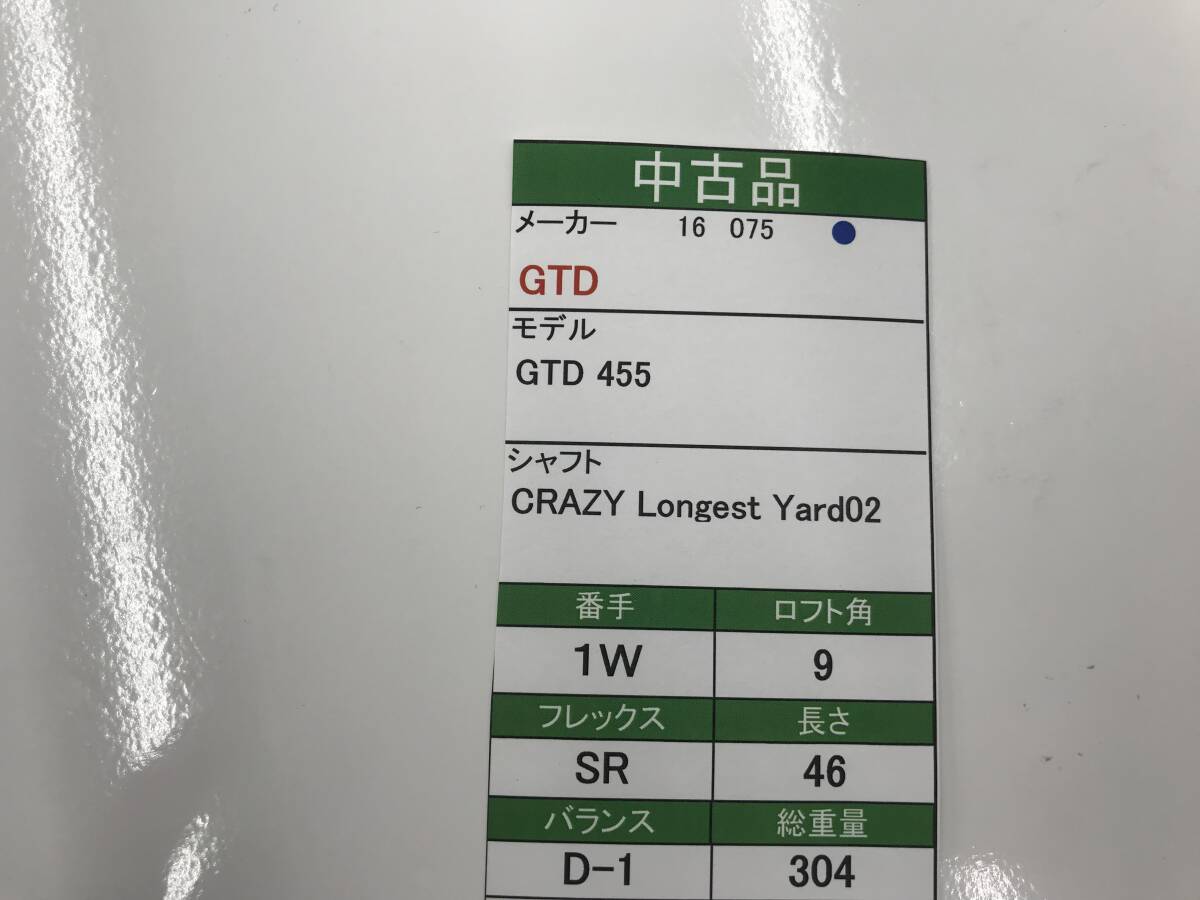 中古品
メーカー 16 075
GTD
モデル
GTD 455
シャフト
CRAZY Longest Yard02
番手 ロフト角
1W 9
フレックス 長さ
SR 46
バランス 総重量
D-1 304